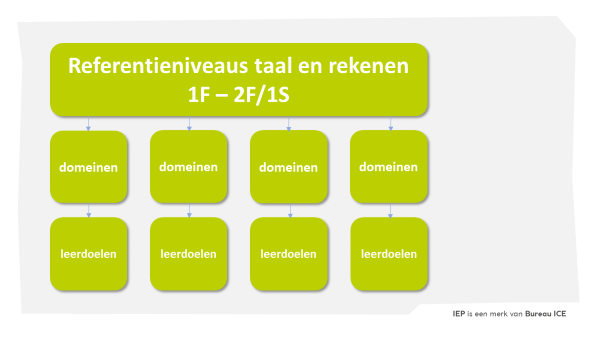 Referentieniveaus taal en rekenen
1F – 2F/1S
domeinen
domeinen
domeinen
domeinen
leerdoelen
leerdoelen
leerdoelen
leerdoelen
IEP is een merk van Bureau ICE